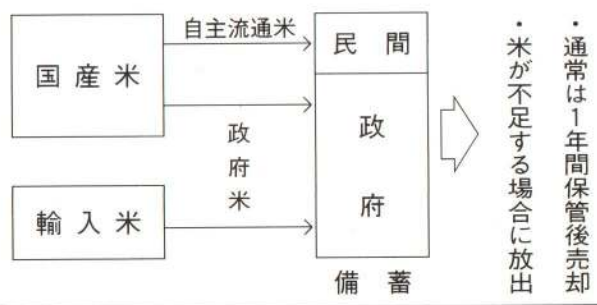 国産米
輸入米
自主流通米
政府米
民間
政府
備蓄
・通常は1年間保管後売却
・米が不足する場合に放出